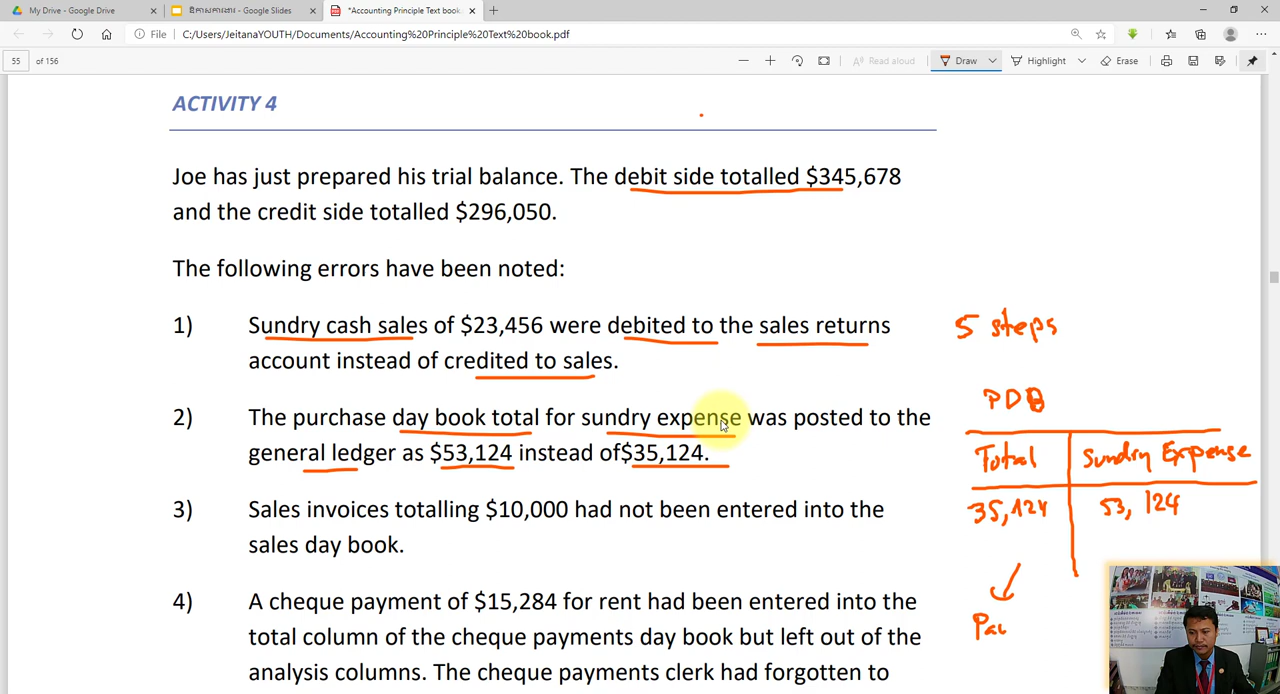 My Drive - Google Drive
- Google Slides
*Accounting Principle Text book.
File
C:/Users/JeitanaYOUTH/Documents/Accounting%20Principle%20Text%20book.pdf
55 of 156
Read aloud
Draw
Highlight
Erase
ACTIVITY 4
Joe has just prepared his trial balance. The debit side totalled $345,678
and the credit side totalled $296,050.
The following errors have been noted:
1) Sundry cash sales of $23,456 were debited to the sales returns
account instead of credited to sales.
5 steps
2) The purchase day book total for sundry expense was posted to the
general ledger as $53,124 instead of$35,124.
PDB
Total Sundry Expense
35,124 53,124
3) Sales invoices totalling $10,000 had not been entered into the
sales day book.
4) A cheque payment of $15,284 for rent had been entered into the
total column of the cheque payments day book but left out of the
analysis columns. The cheque payments clerk had forgotten to